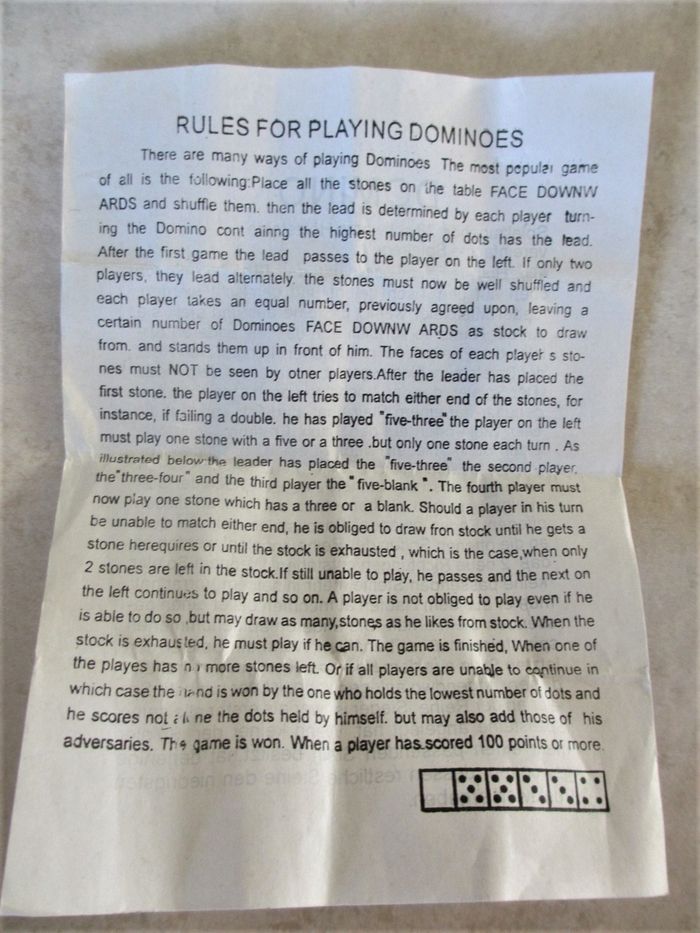 RULES FOR PLAYING DOMINOES
There are many ways of playing Dominoes The most popular game
of all is the following:Place all the stones on the table FACE DOWNW
ARDS and shuffle them. then the lead is determined by each player turn-
ing the Domino cont ainng the highest number of dots has the lead.
After the first game the lead passes to the player on the left. If only two
players, they lead alternately. the stones must now be well shuffled and
each player takes an equal number, previously agreed upon, leaving a
certain number of Dominoes FACE DOWNW ARDS as stock to draw
from. and stands them up in front of him. The faces of each player s sto-
nes must NOT be seen by otner players.After the leader has placed the
first stone. the player on the left tries to match either end of the stones, for
instance, if failing a double. he has played "five-three" the player on the left
must play one stone with a five or a three .but only one stone each turn . As
illustrated below the leader has placed the "five-three" the second player,
the "three-four" and the third player the " five-blank ". The fourth player must
now play one stone which has a three or a blank. Should a player in his turn
be unable to match either end, he is obliged to draw fron stock until he gets a
stone herequires or until the stock is exhausted , which is the case,when only
2 stones are left in the stock.If still unable to play, he passes and the next on
the left continues to play and so on. A player is not obliged to play even if he
is able to do so ,but may draw as many,stones as he likes from stock. When the
stock is exhausted, he must play if he can. The game is finished, When one of
the playes has no more stones left. Or if all players are unable to continue in
which case the hand is won by the one who holds the lowest number of dots and
he scores not alone the dots held by himself. but may also add those of his
adversaries. The game is won. When a player has scored 100 points or more.